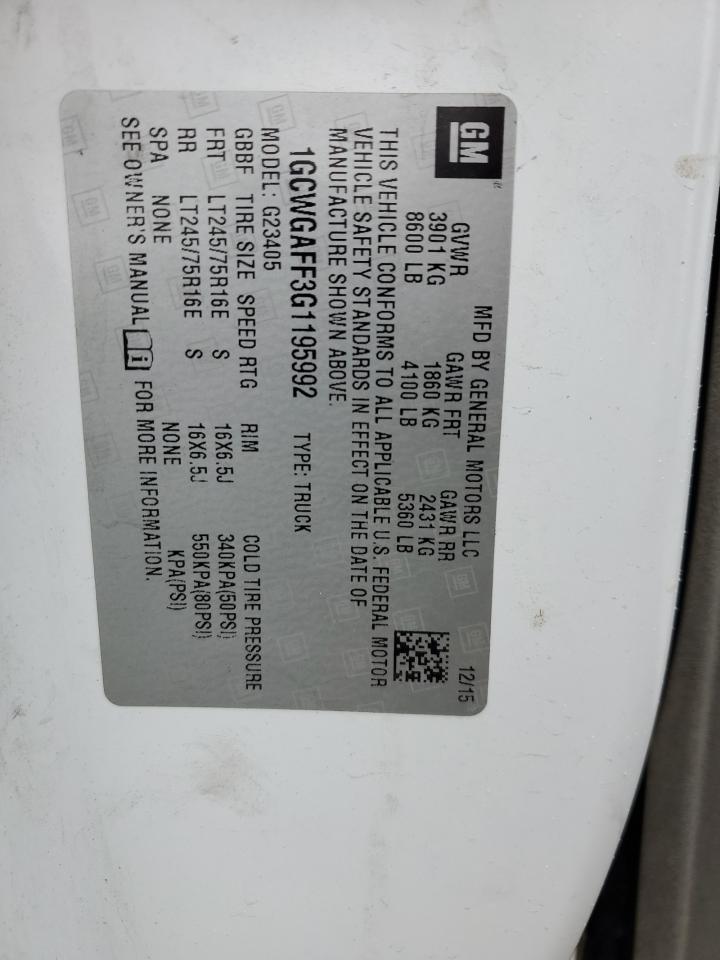 GM
MFD BY GENERAL MOTORS LLC 12/15
GVWR GAWR FRT GAWR RR
3901 KG 1860 KG 2431 KG
8600 LB 4100 LB 5360 LB
THIS VEHICLE CONFORMS TO ALL APPLICABLE U.S. FEDERAL MOTOR
VEHICLE SAFETY STANDARDS IN EFFECT ON THE DATE OF
MANUFACTURE SHOWN ABOVE.
1GCWGAFF3G1195992 TYPE: TRUCK
MODEL: G23405
GBBF TIRE SIZE SPEED RTG RIM COLD TIRE PRESSURE
FRT LT245/75R16E S 16X6.5J 340KPA(50PSI)
RR LT245/75R16E S 16X6.5J 550KPA(80PSI)
SPA NONE NONE KPA(PSI)
SEE OWNER'S MANUAL FOR MORE INFORMATION.